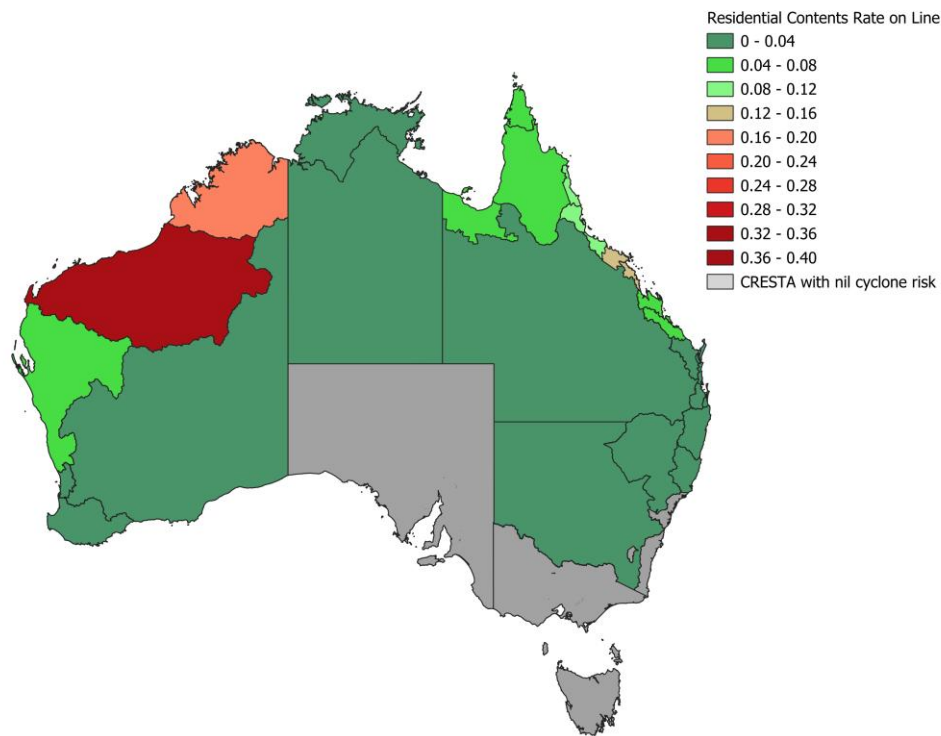 Residential Contents Rate on Line
0 - 0.04
0.04 - 0.08
0.08 - 0.12
0.12 - 0.16
0.16 - 0.20
0.20 - 0.24
0.24 - 0.28
0.28 - 0.32
0.32 - 0.36
0.36 - 0.40
CRESTA with nil cyclone risk